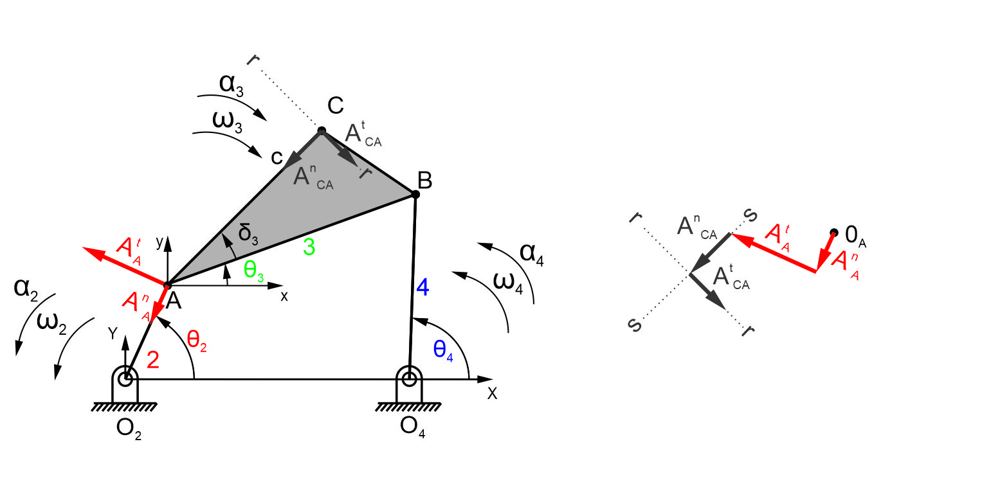 r
α3
C
ω3
A^t_CA
c
A^n_CA
r
B
δ3
y
3
A^t_A
θ3
α4
ω4
α2
A
x
4
A^n_A
ω2
Y
θ2
2
θ4
X
O2
O4
r
s
A^n_CA
A^t_A
0_A
A^n_A
A^t_CA
s
r